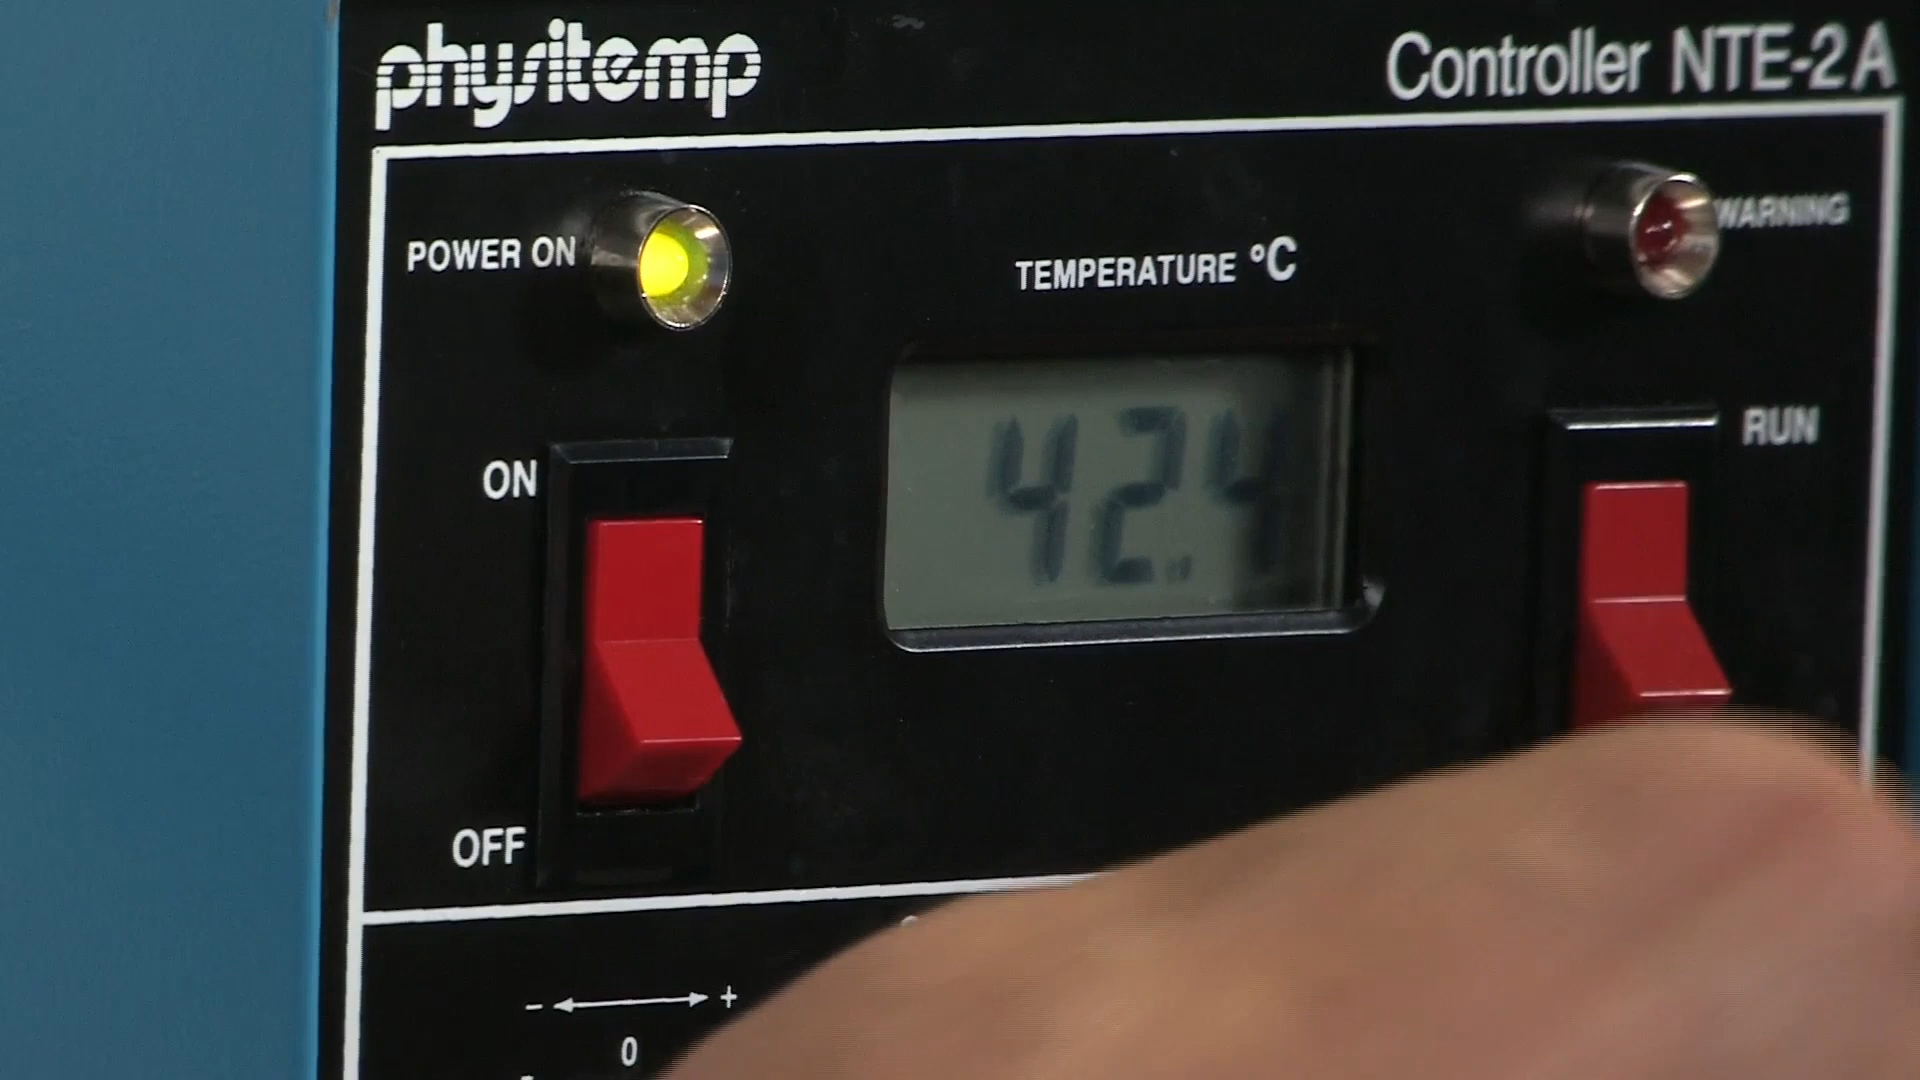 physitemp
Controller NTE-2A
POWER ON
TEMPERATURE °C
WARNING
ON
42.4
RUN
OFF
- +
0